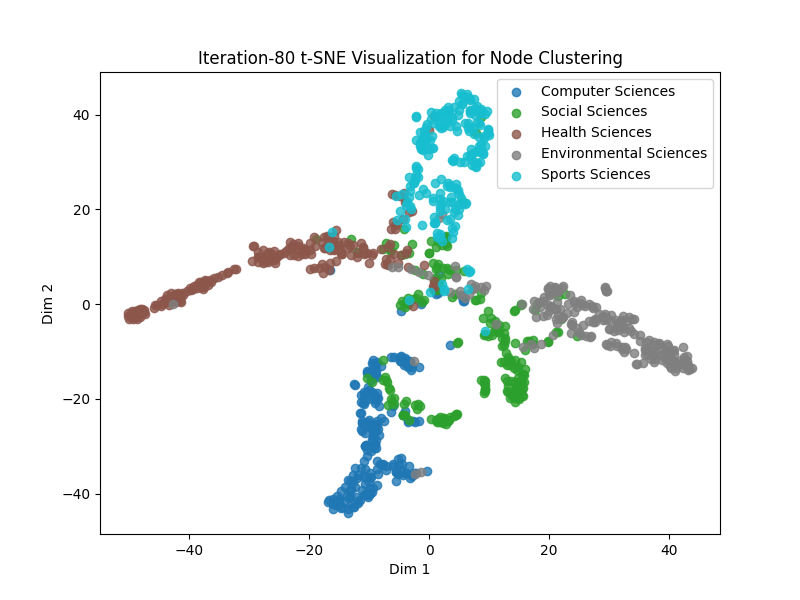 Iteration-80 t-SNE Visualization for Node Clustering
Computer Sciences
Social Sciences
Health Sciences
Environmental Sciences
Sports Sciences
40
20
0
−20
−40
Dim 2
−40
−20
0
20
40
Dim 1